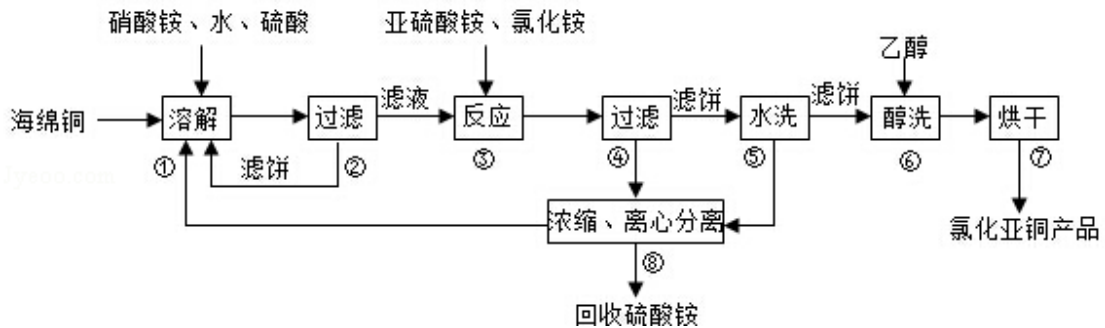 硝酸铵、水、硫酸
亚硫酸铵、氯化铵
乙醇
海绵铜
溶解
过滤
滤液
反应
过滤
滤饼
水洗
滤饼
醇洗
烘干
①
滤饼
②
③
④
⑤
⑥
⑦
浓缩、离心分离
氯化亚铜产品
⑧
回收硫酸铵